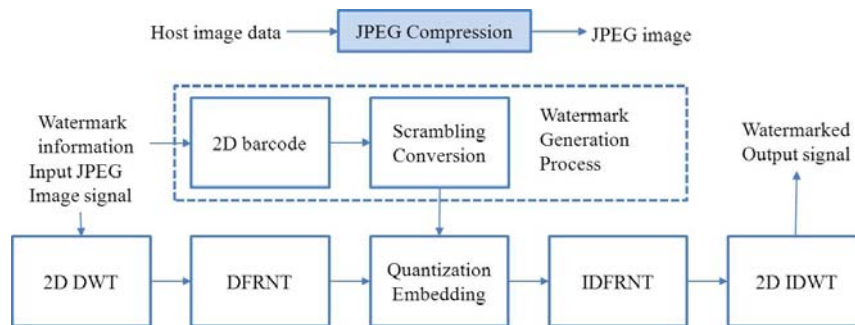 Host image data
JPEG Compression
JPEG image
Watermark
information
2D barcode
Scrambling
Conversion
Watermark
Generation
Process
Watermarked
Output signal
Input JPEG
Image signal
2D DWT
DFRNT
Quantization
Embedding
IDFRNT
2D IDWT